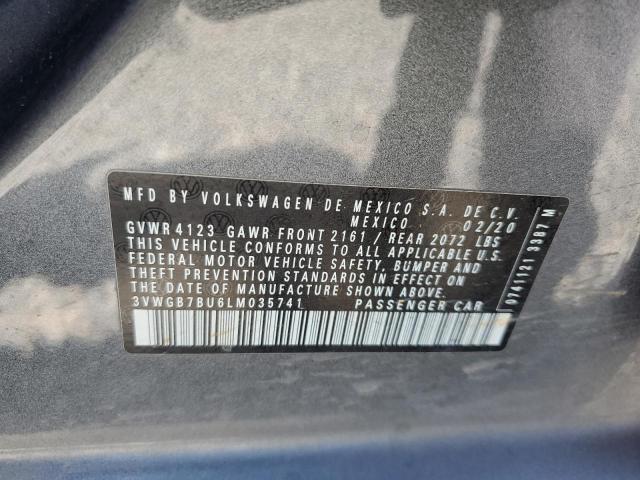 MFD BY VOLKSWAGEN DE MEXICO S.A. DE C.V.
MEXICO 02/20
GVWR 4123 GAWR FRONT 2161 / REAR 2072 LBS
THIS VEHICLE CONFORMS TO ALL APPLICABLE U.S.
FEDERAL MOTOR VEHICLE SAFETY, BUMPER AND
THEFT PREVENTION STANDARDS IN EFFECT ON
THE DATE OF MANUFACTURE SHOWN ABOVE.
3VWGB7BU6LM035741 PASSENGER CAR
0741121 3387 M